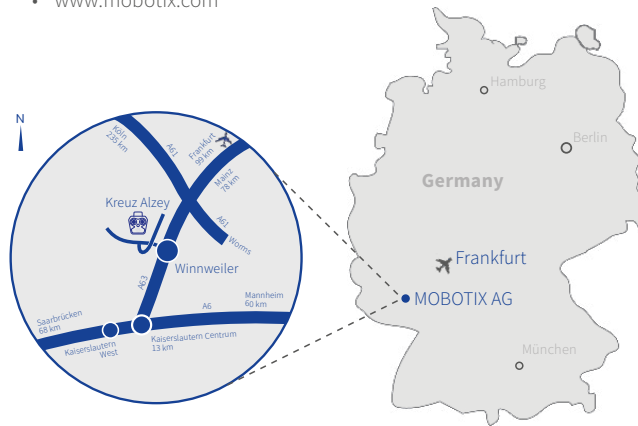 • www.mobotix.com
N
Köln
235 km
A61
Frankfurt
99 km
Mainz
78 km
Kreuz Alzey
A61
Worms
Winnweiler
A63
A6
Mannheim
60 km
Saarbrücken
68 km
Kaiserslautern
West
Kaiserslautern Centrum
13 km
Hamburg
Berlin
Germany
Frankfurt
MOBOTIX AG
München